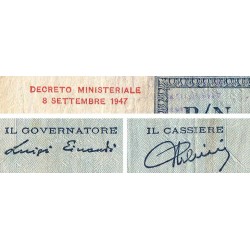 DECRETO MINISTERIALE
8 SETTEMBRE 1947
IL GOVERNATORE
Luigi Einaudi
IL CASSIERE